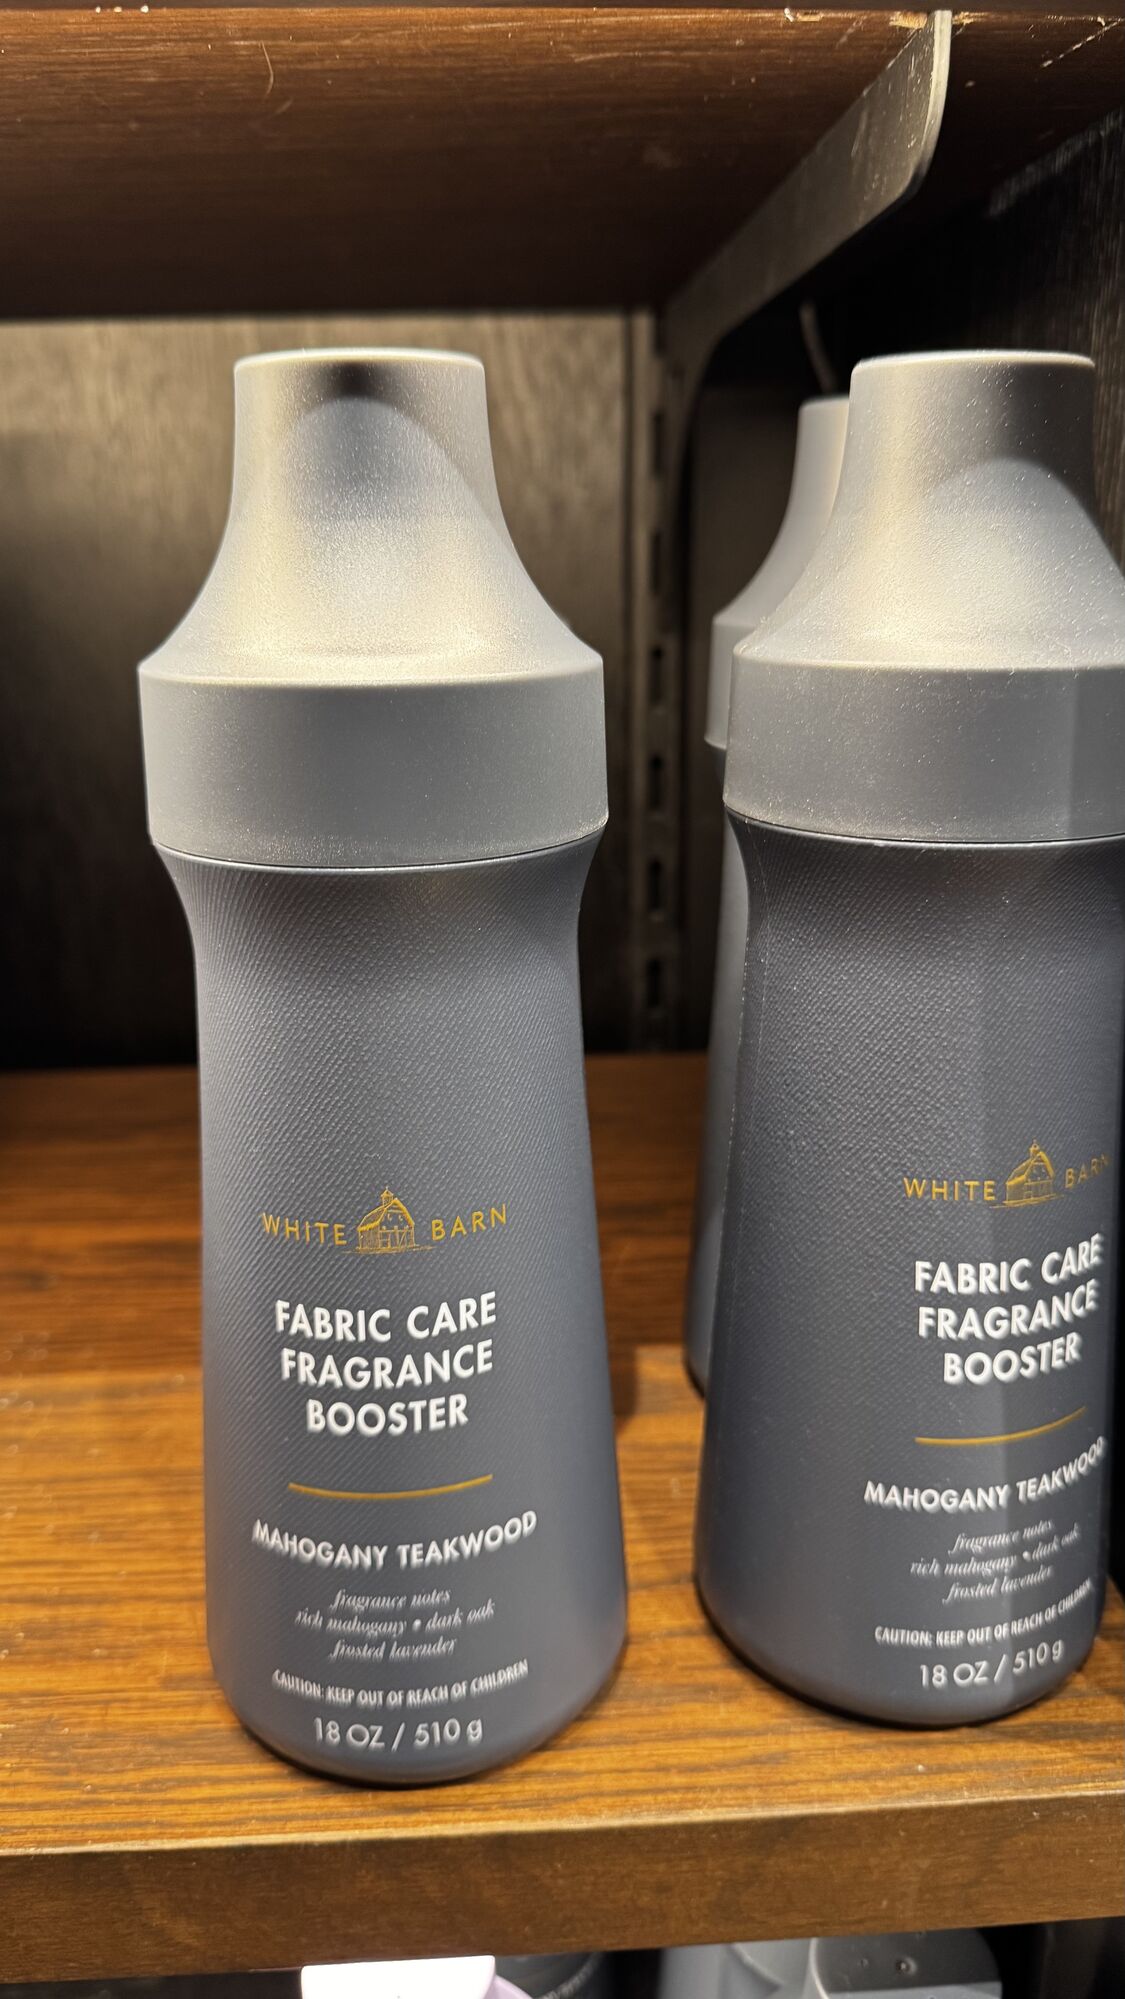 WHITE BARN
FABRIC CARE
FRAGRANCE
BOOSTER
MAHOGANY TEAKWOOD
fragrance notes
rich mahogany • dark oak
frosted lavender
CAUTION: KEEP OUT OF REACH OF CHILDREN
18 OZ / 510 g
WHITE BARN
FABRIC CARE
FRAGRANCE
BOOSTER
MAHOGANY TEAKWOOD
fragrance notes
rich mahogany • dark oak
frosted lavender
CAUTION: KEEP OUT OF REACH OF CHILDREN
18 OZ / 510 g